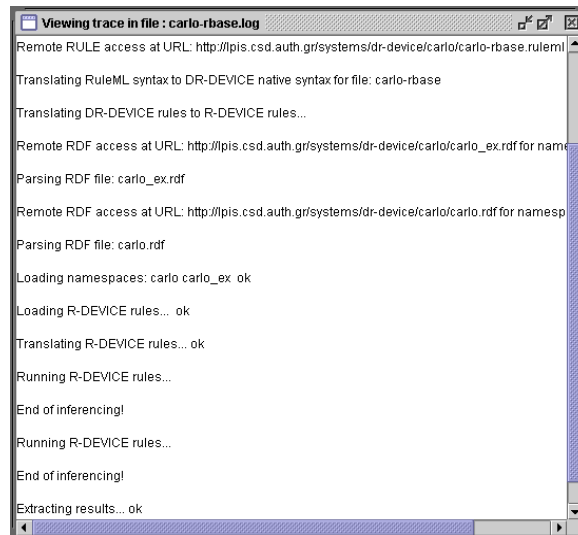 Viewing trace in file : carlo-rbase.log
Remote RULE access at URL: http://lpis.csd.auth.gr/systems/dr-device/carlo/carlo-rbase.ruleml
Translating RuleML syntax to DR-DEVICE native syntax for file: carlo-rbase
Translating DR-DEVICE rules to R-DEVICE rules...
Remote RDF access at URL: http://lpis.csd.auth.gr/systems/dr-device/carlo/carlo_ex.rdf for name
Parsing RDF file: carlo_ex.rdf
Remote RDF access at URL: http://lpis.csd.auth.gr/systems/dr-device/carlo/carlo.rdf for namesp
Parsing RDF file: carlo.rdf
Loading namespaces: carlo carlo_ex  ok
Loading R-DEVICE rules...  ok
Translating R-DEVICE rules... ok
Running R-DEVICE rules...
End of inferencing!
Running R-DEVICE rules...
End of inferencing!
Extracting results... ok